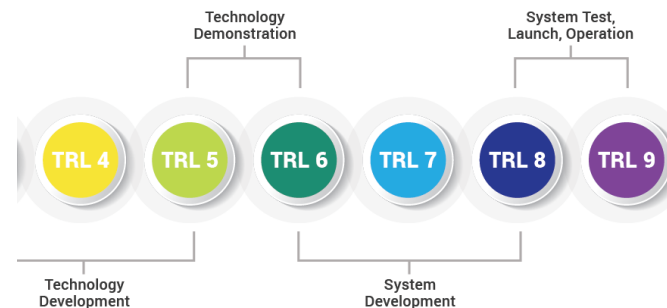 Technology
Demonstration
System Test,
Launch, Operation
TRL 4
TRL 5
TRL 6
TRL 7
TRL 8
TRL 9
Technology
Development
System
Development